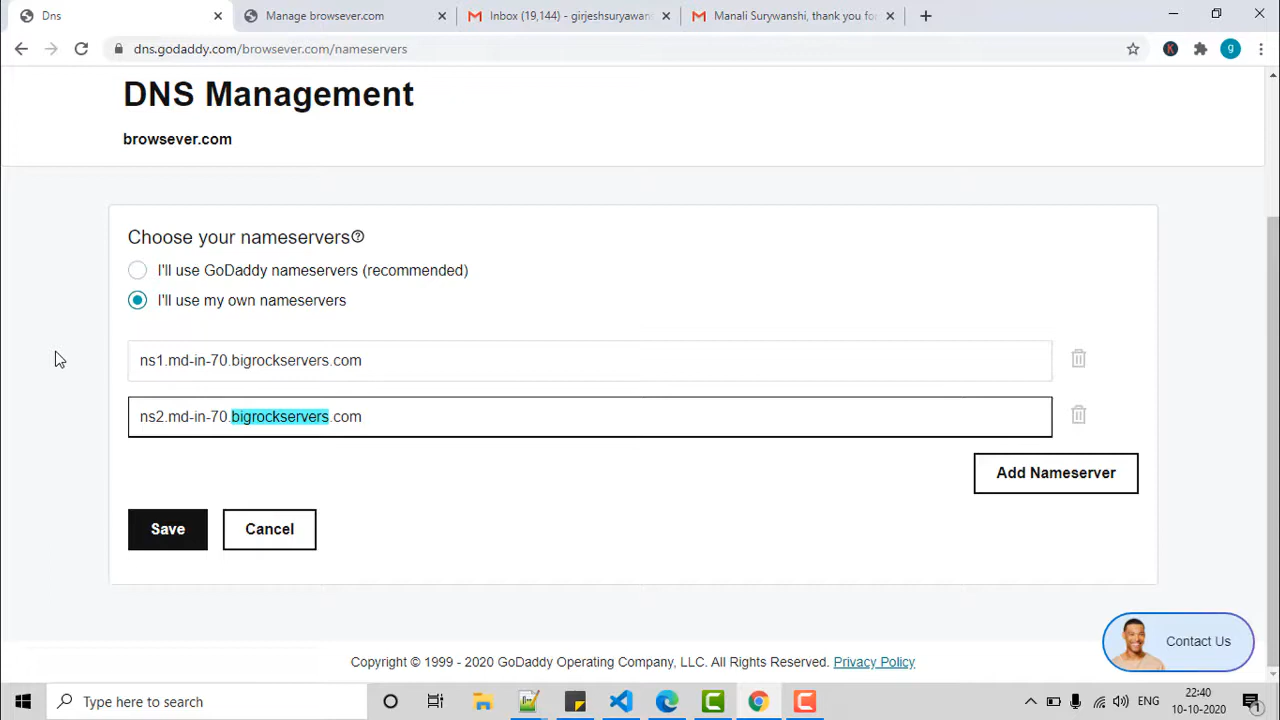 Dns
Manage browsever.com
Inbox (19,144) - girjeshsuryawan
Manali Surywanshi, thank you for
dns.godaddy.com/browsever.com/nameservers
K
g
DNS Management
browsever.com
Choose your nameservers
I'll use GoDaddy nameservers (recommended)
I'll use my own nameservers
ns1.md-in-70.bigrockservers.com
ns2.md-in-70.bigrockservers.com
Add Nameserver
Save
Cancel
Contact Us
Copyright © 1999 - 2020 GoDaddy Operating Company, LLC. All Rights Reserved. Privacy Policy
Type here to search
ENG
22:40
10-10-2020
1